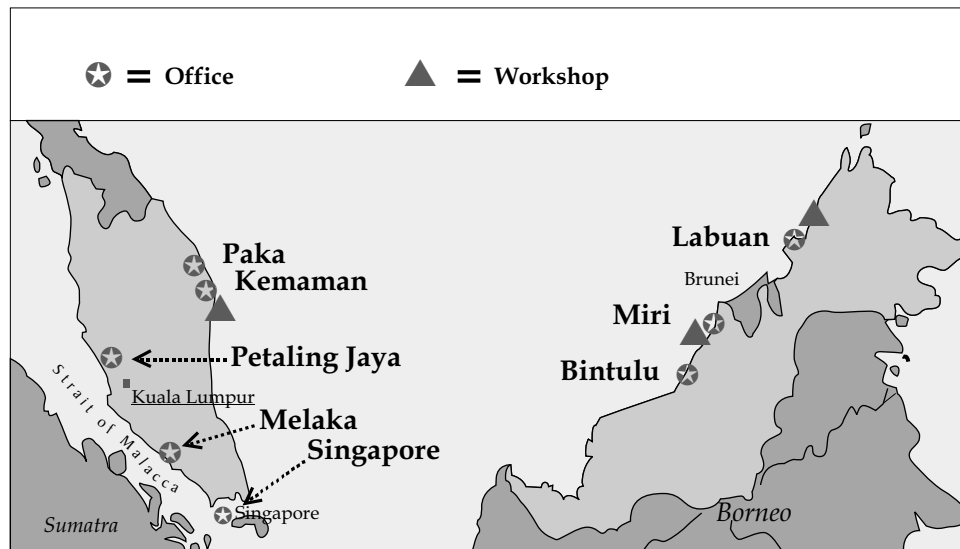 = Office
= Workshop
Labuan
Paka
Kemaman
Brunei
Miri
Petaling Jaya
Bintulu
Kuala Lumpur
Strait of Malacca
Melaka
Singapore
Singapore
Sumatra
Borneo